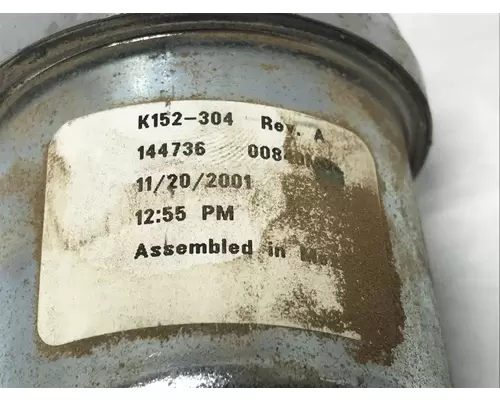 K152-304 Rev. A
144736
11/20/2001
12:55 PM
Assembled in